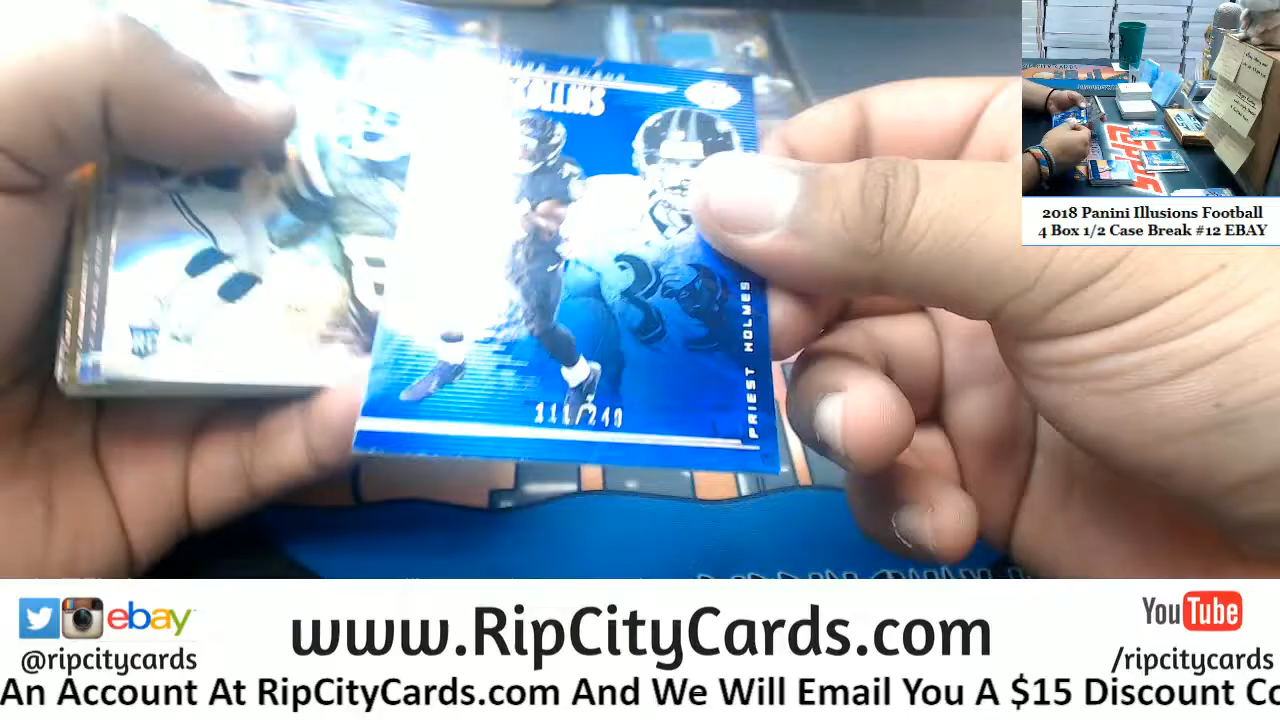 COLLINS
PRIEST HOLMES
111/249
2018 Panini Illusions Football
4 Box 1/2 Case Break #12 EBAY
ebay
@ripcitycards
www.RipCityCards.com
YouTube
/ripcitycards
An Account At RipCityCards.com And We Will Email You A $15 Discount Co